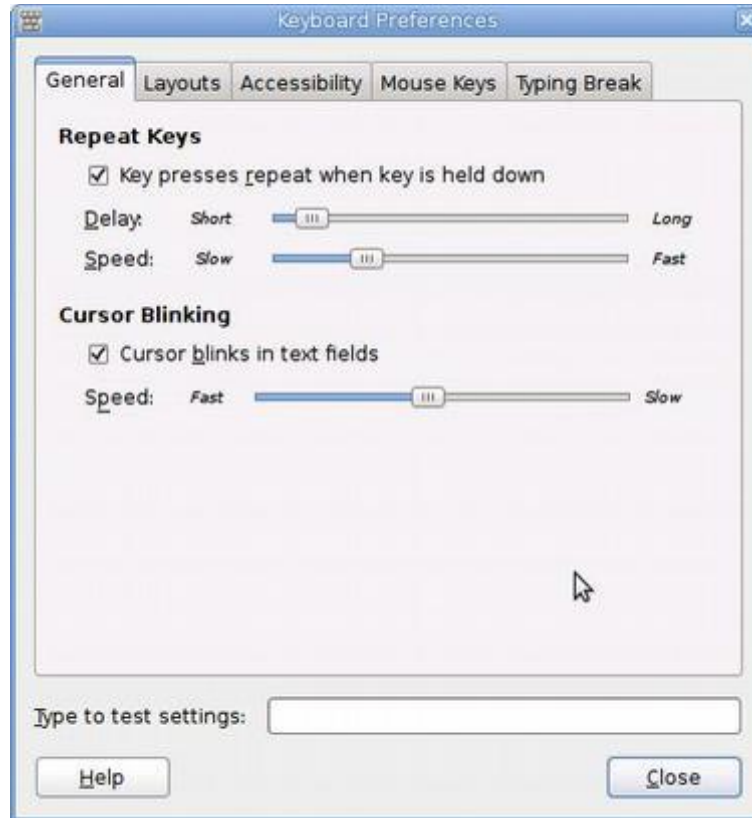 Keyboard Preferences
General Layouts Accessibility Mouse Keys Typing Break
Repeat Keys
Key presses repeat when key is held down
Delay: Short Long
Speed: Slow Fast
Cursor Blinking
Cursor blinks in text fields
Speed: Fast Slow
Type to test settings:
Help Close